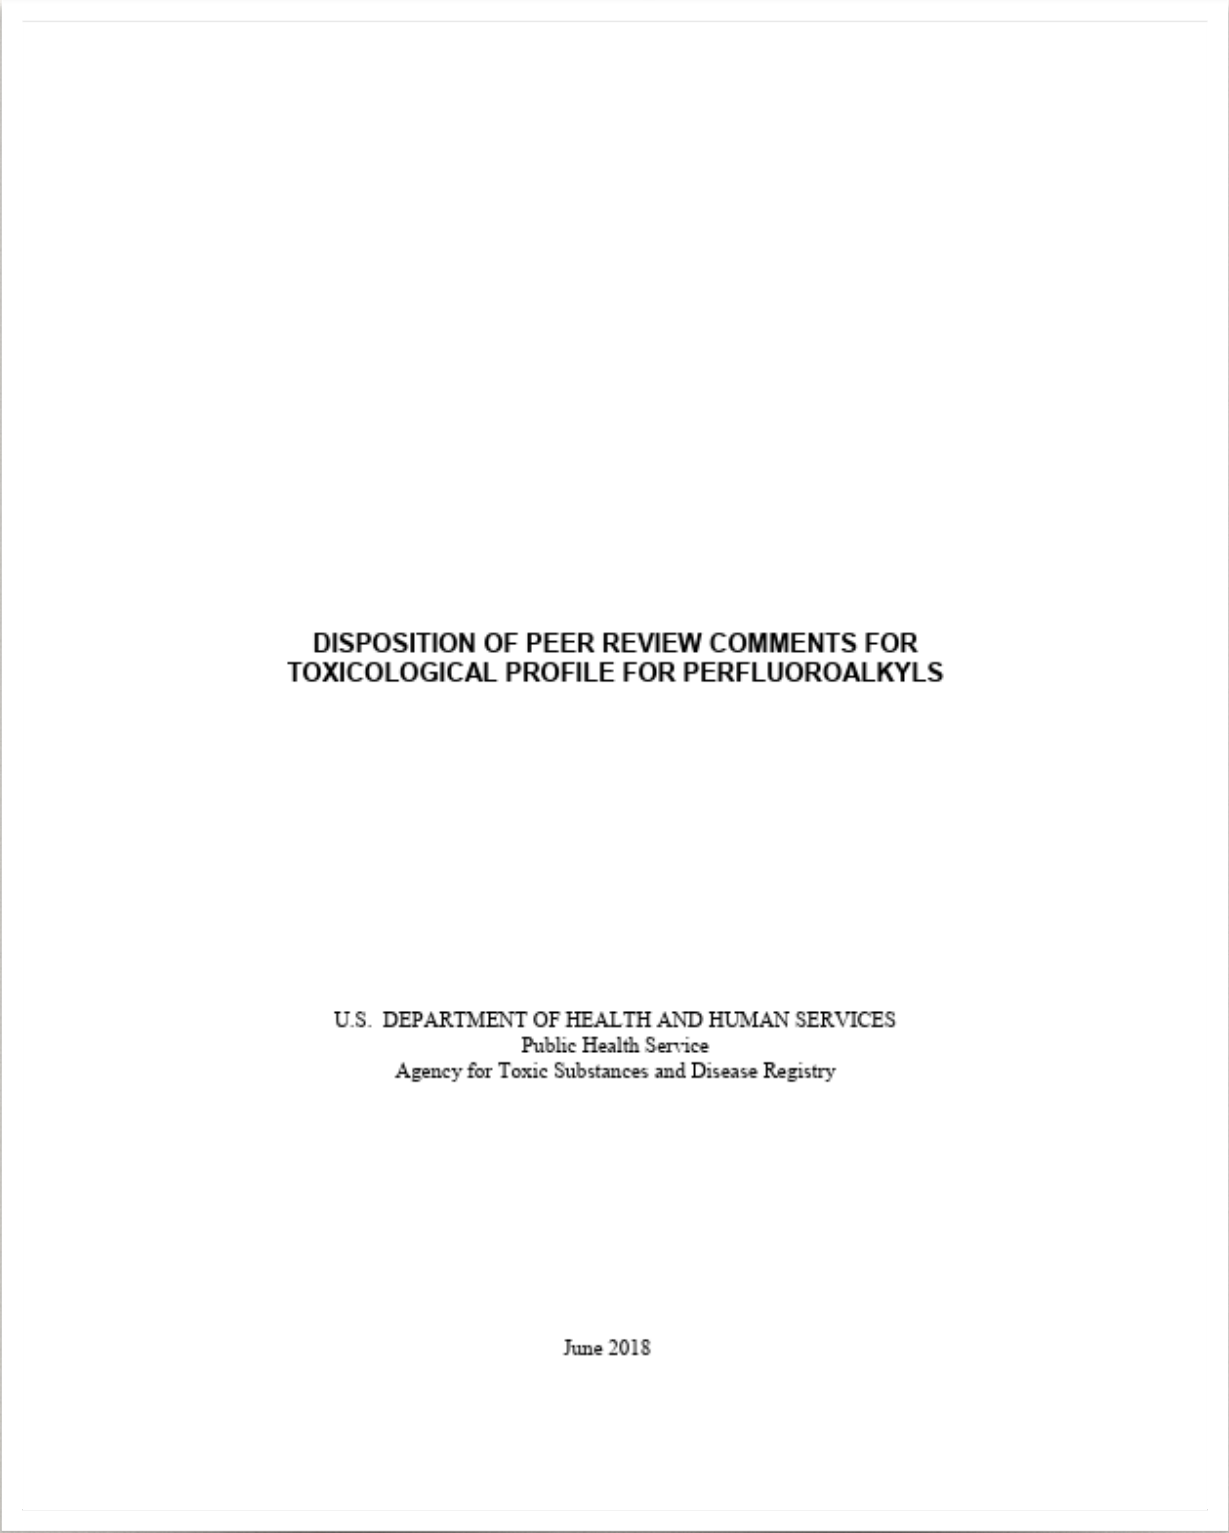 DISPOSITION OF PEER REVIEW COMMENTS FOR
TOXICOLOGICAL PROFILE FOR PERFLUOROALKYLS
U.S.  DEPARTMENT OF HEALTH AND HUMAN SERVICES
Public Health Service
Agency for Toxic Substances and Disease Registry
June 2018